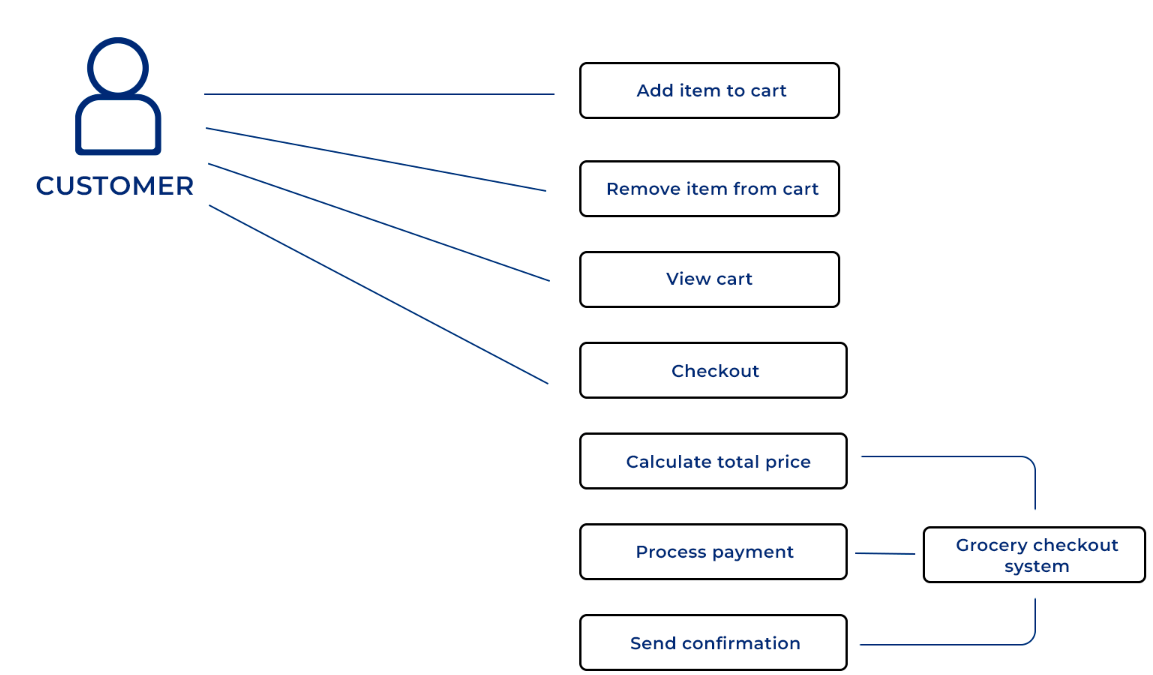 CUSTOMER
Add item to cart
Remove item from cart
View cart
Checkout
Calculate total price
Process payment
Send confirmation
Grocery checkout
system